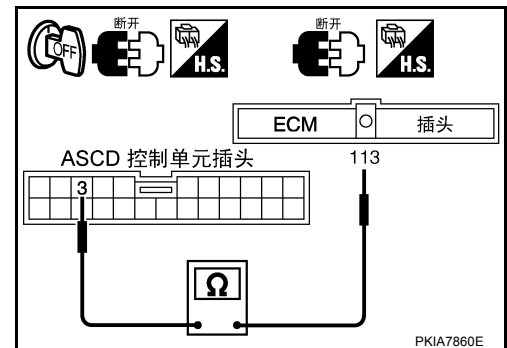 OFF
断开
H.S.
断开
H.S.
ECM 插头
ASCD 控制单元插头
113
3
Ω
PKIA7860E